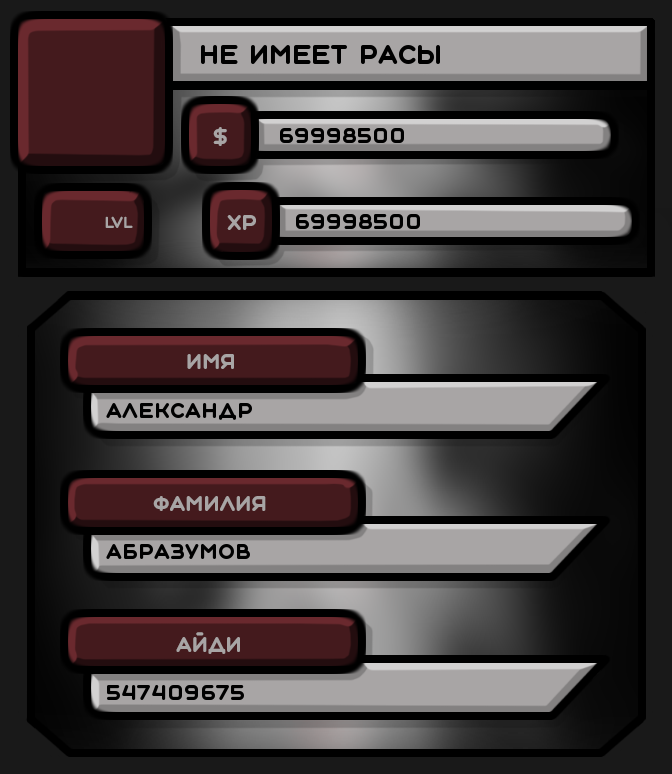 НЕ ИМЕЕТ РАСЫ
$ 69998500
LVL
XP 69998500
ИМЯ
АЛЕКСАНДР
ФАМИЛИЯ
АБРАЗУМОВ
АЙДИ
547409675